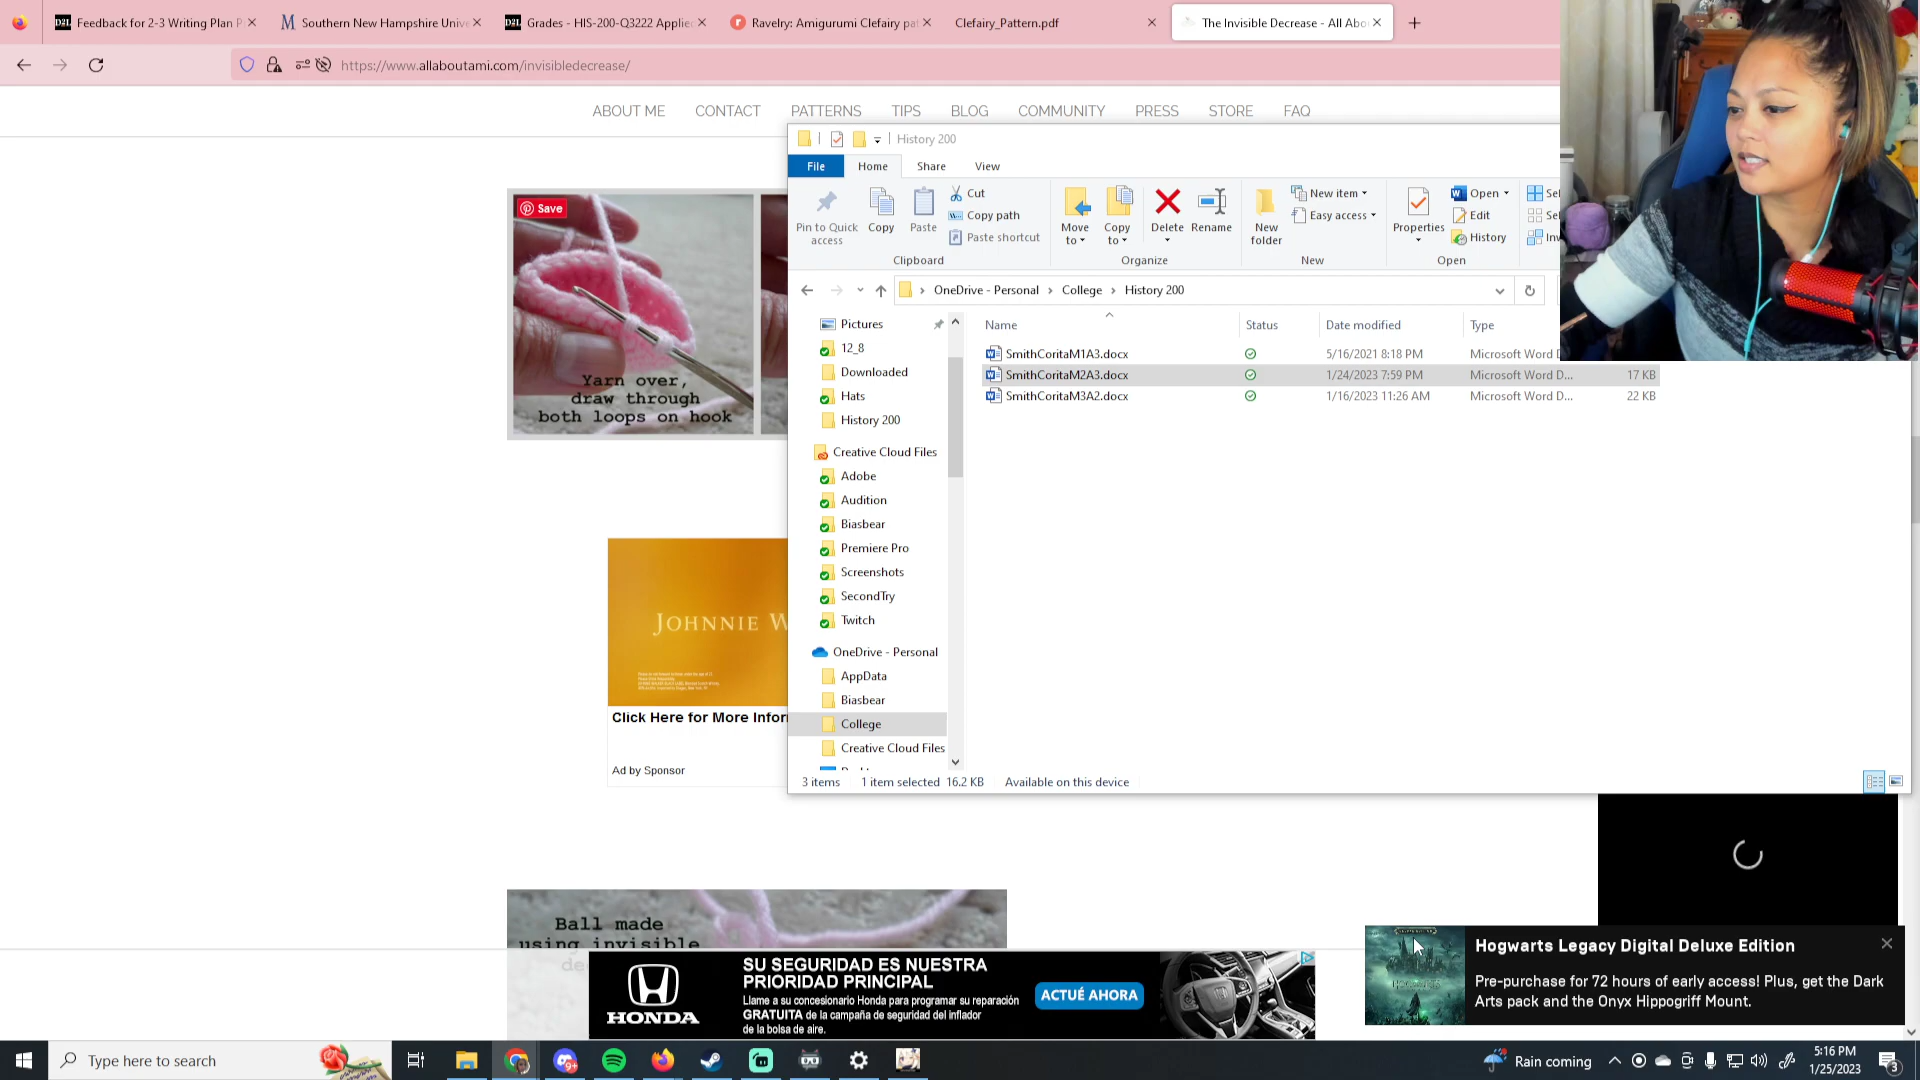 Feedback for 2-3 Writing Plan P
Southern New Hampshire Unive
Grades - HIS-200-Q3222 Applied
Ravelry: Amigurumi Clefairy pat
Clefairy_Pattern.pdf
The Invisible Decrease - All Abo
https://www.allaboutami.com/invisibledecrease/
ABOUT ME CONTACT PATTERNS TIPS BLOG COMMUNITY PRESS STORE FAQ
History 200
File Home Share View
Save
Yarn over,
draw through
both loops on hook
Pin to Quick access
Copy
Paste
Cut
Copy path
Paste shortcut
Move to
Copy to
Delete
Rename
New folder
New item
Easy access
Properties
Open
Edit
History
Sel
Sel
Inv
Clipboard Organize New Open
OneDrive - Personal College History 200
Name Status Date modified Type
SmithCoritaM1A3.docx 5/16/2021 8:18 PM Microsoft Word D
SmithCoritaM2A3.docx 1/24/2023 7:59 PM Microsoft Word D... 17 KB
SmithCoritaM3A2.docx 1/16/2023 11:26 AM Microsoft Word D... 22 KB
Pictures
12_8
Downloaded
Hats
History 200
Creative Cloud Files
Adobe
Audition
Biasbear
Premiere Pro
Screenshots
SecondTry
Twitch
OneDrive - Personal
AppData
Biasbear
College
Creative Cloud Files
3 items 1 item selected 16.2 KB Available on this device
JOHNNIE W
Click Here for More Infor
Ad by Sponsor
Ball made
using invisible
HONDA
SU SEGURIDAD ES NUESTRA
PRIORIDAD PRINCIPAL
Llame a su concesionario Honda para programar su reparación
GRATUITA de la campaña de seguridad del inflador
de la bolsa de aire.
ACTUÉ AHORA
Hogwarts Legacy Digital Deluxe Edition
Pre-purchase for 72 hours of early access! Plus, get the Dark
Arts pack and the Onyx Hippogriff Mount.
Type here to search
Rain coming
5:16 PM
1/25/2023
3